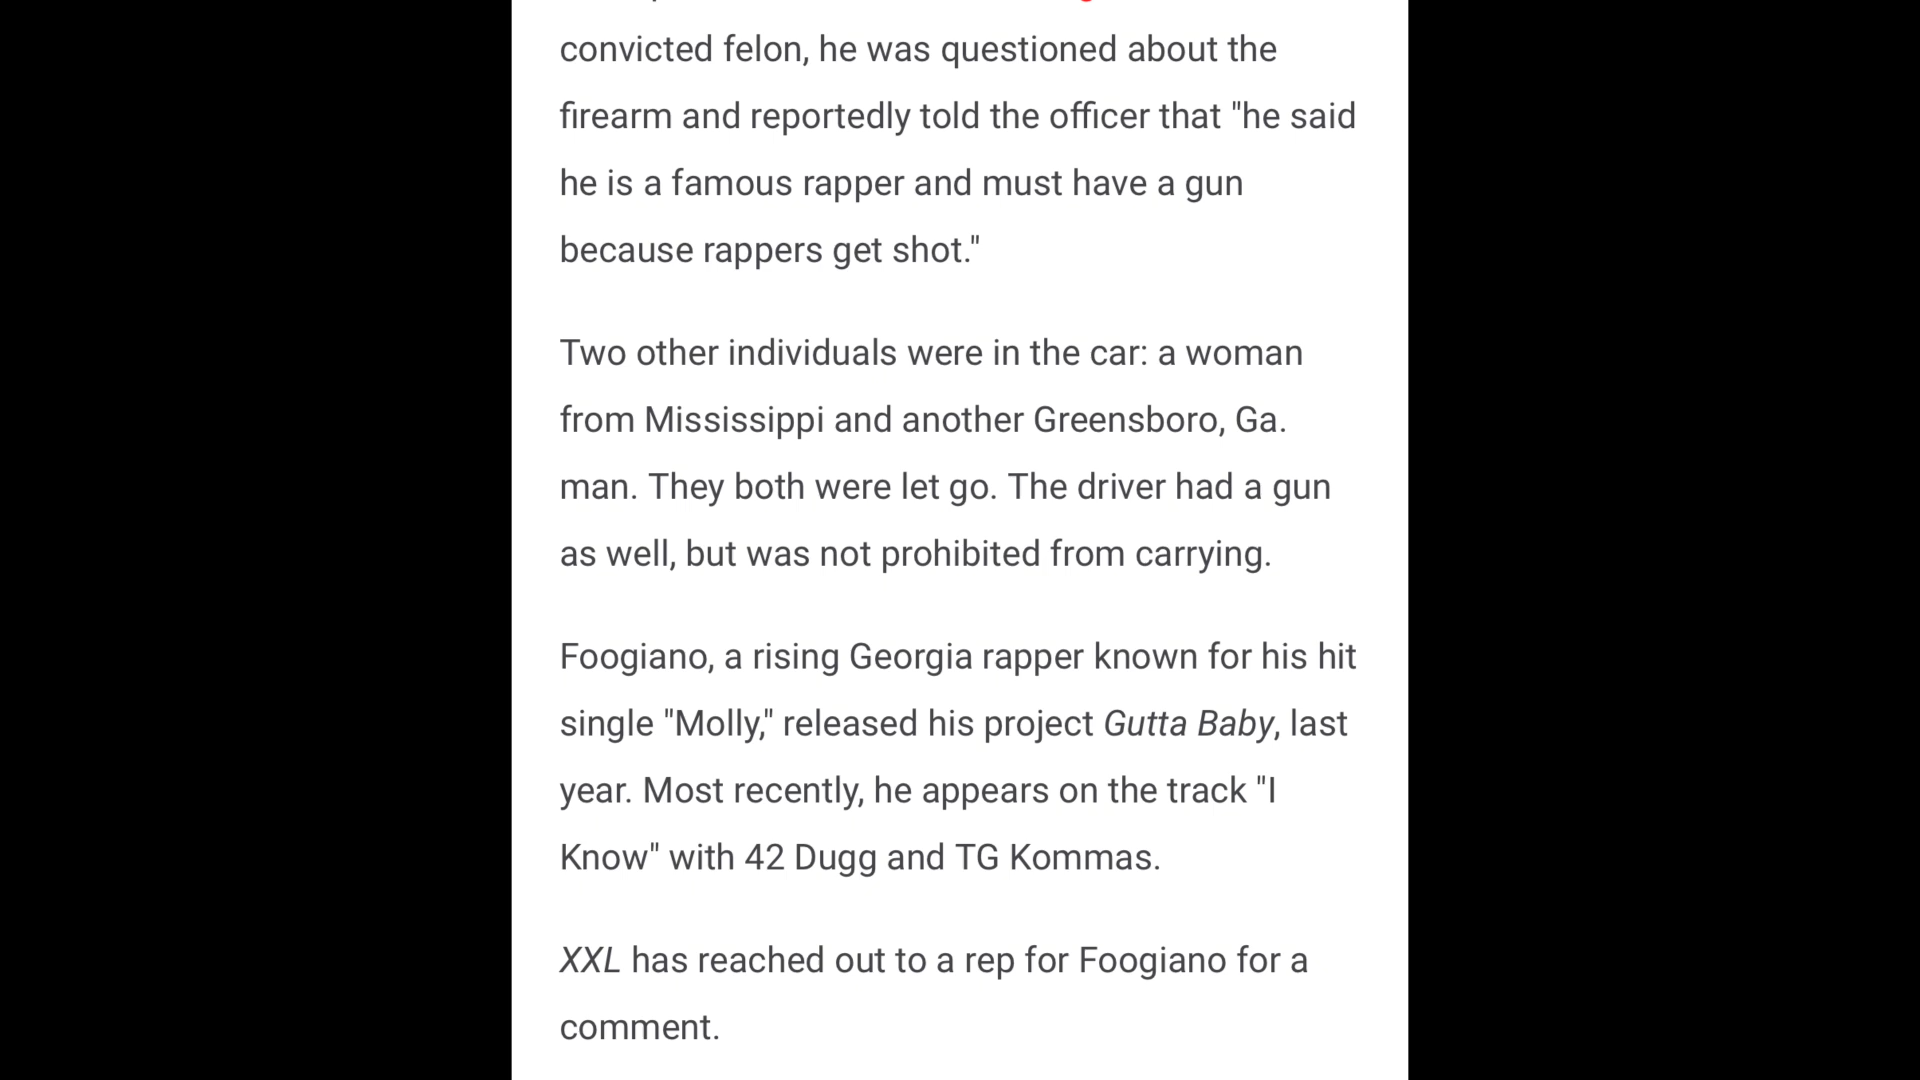 convicted felon, he was questioned about the
firearm and reportedly told the officer that "he said
he is a famous rapper and must have a gun
because rappers get shot."
Two other individuals were in the car: a woman
from Mississippi and another Greensboro, Ga.
man. They both were let go. The driver had a gun
as well, but was not prohibited from carrying.
Foogiano, a rising Georgia rapper known for his hit
single "Molly," released his project Gutta Baby, last
year. Most recently, he appears on the track "I
Know" with 42 Dugg and TG Kommas.
XXL has reached out to a rep for Foogiano for a
comment.